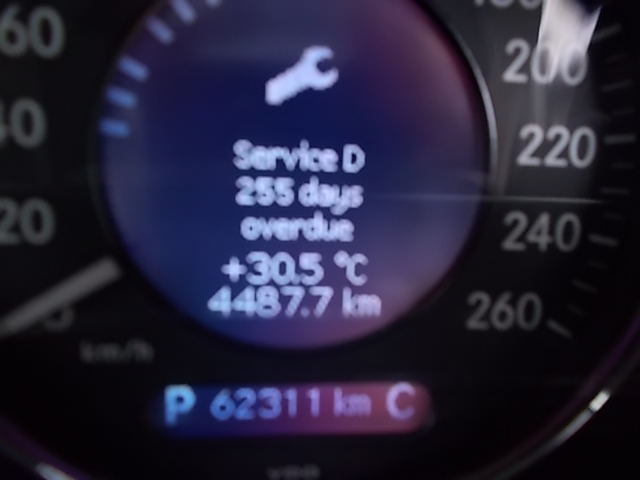 60
40
20
km/h
Service D
255 days
overdue
+30.5 °C
4487.7 km
200
220
240
260
P 62311 km C